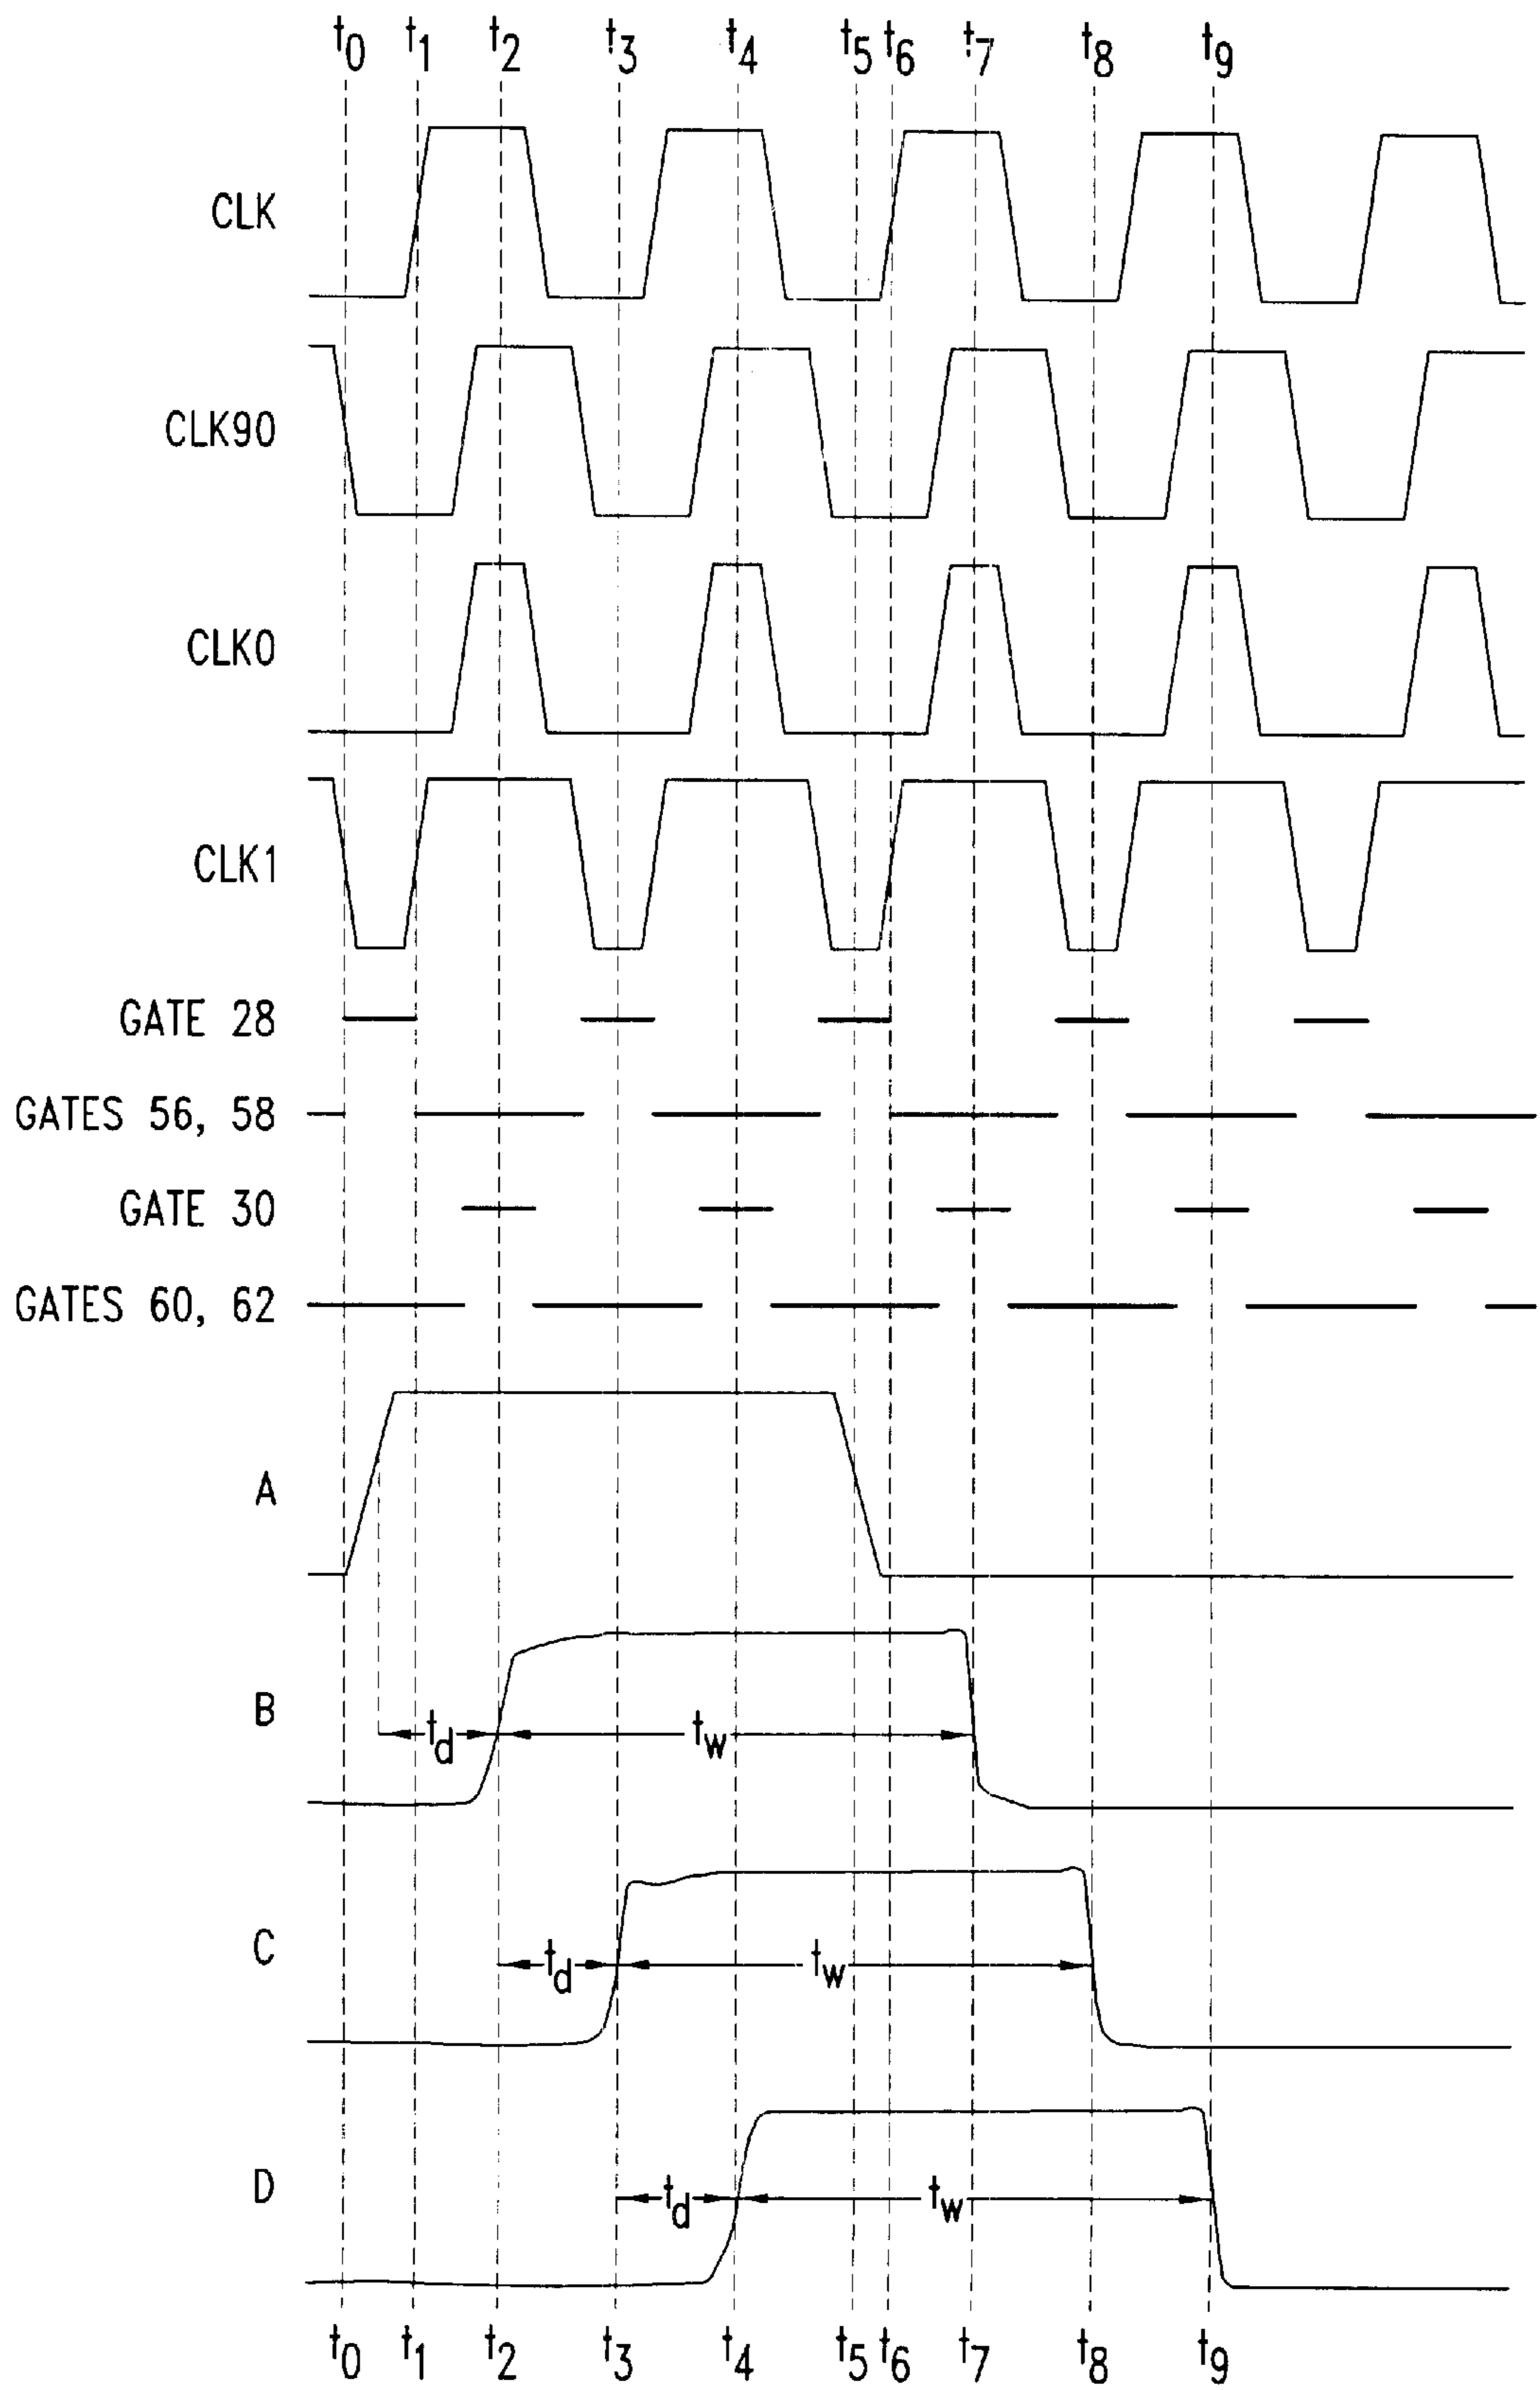 t0 t1 t2 t3 t4 t5 t6 t7 t8 t9
CLK
CLK90
CLK0
CLK1
GATE 28
GATES 56, 58
GATE 30
GATES 60, 62
A
B
td tw
C
td tw
D
td tw
t0 t1 t2 t3 t4 t5 t6 t7 t8 t9